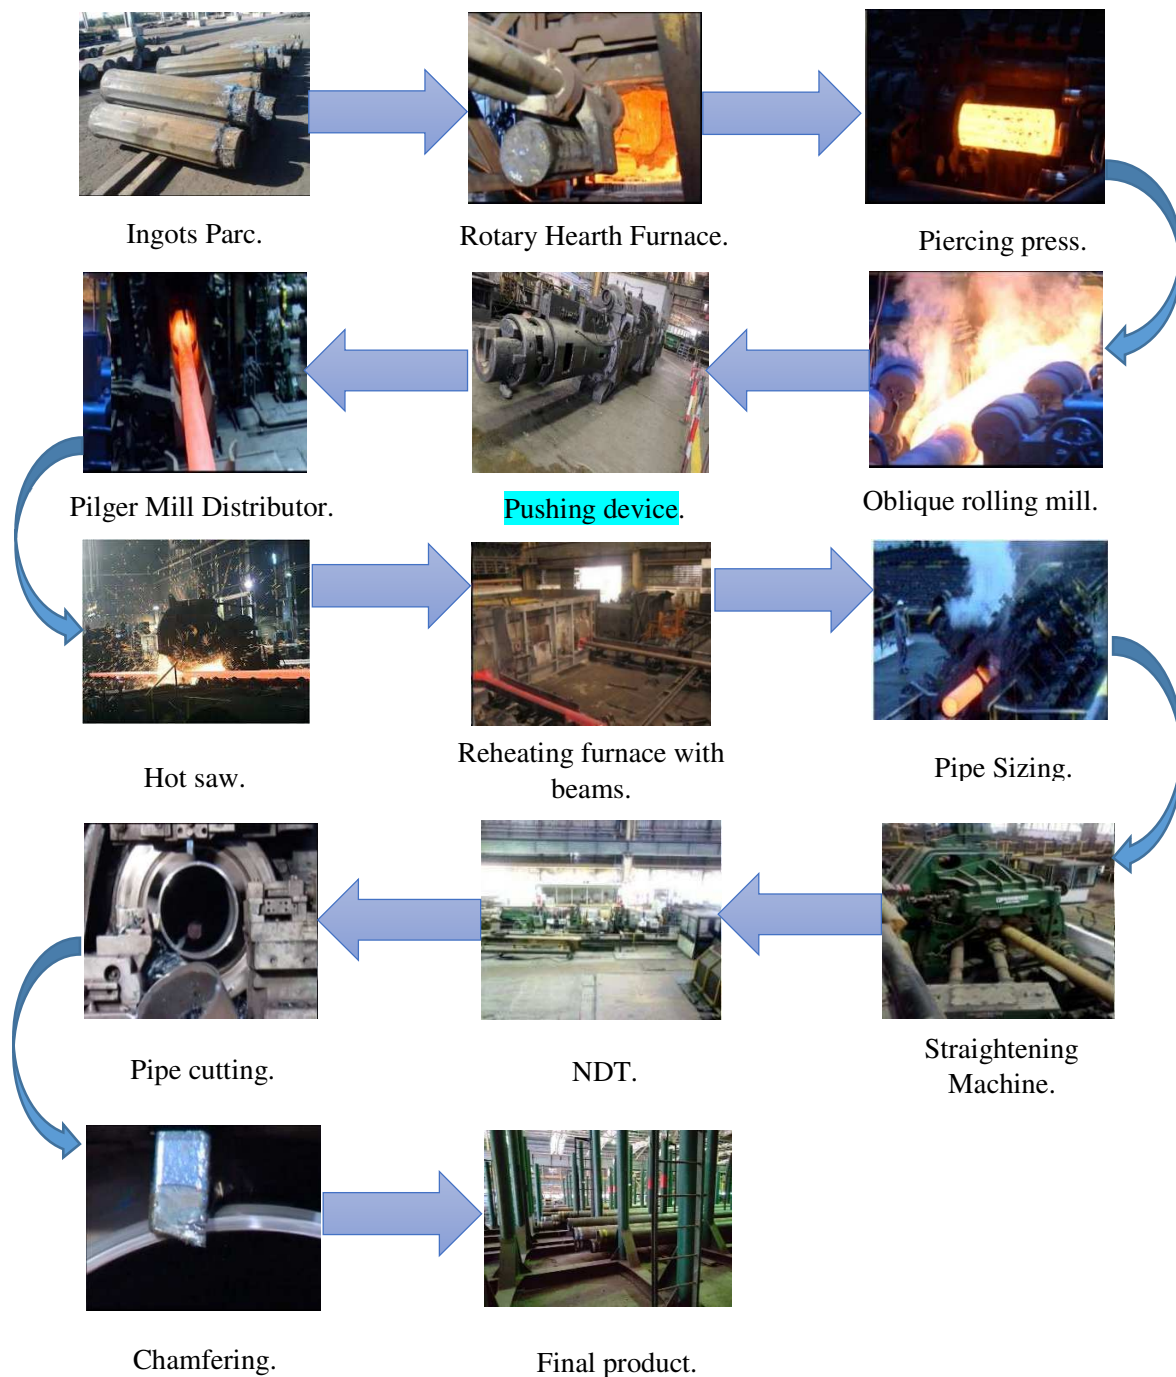 Ingots Parc.
Rotary Hearth Furnace.
Piercing press.
Pilger Mill Distributor.
Pushing device.
Oblique rolling mill.
Hot saw.
Reheating furnace with
beams.
Pipe Sizing.
Pipe cutting.
NDT.
Straightening
Machine.
Chamfering.
Final product.